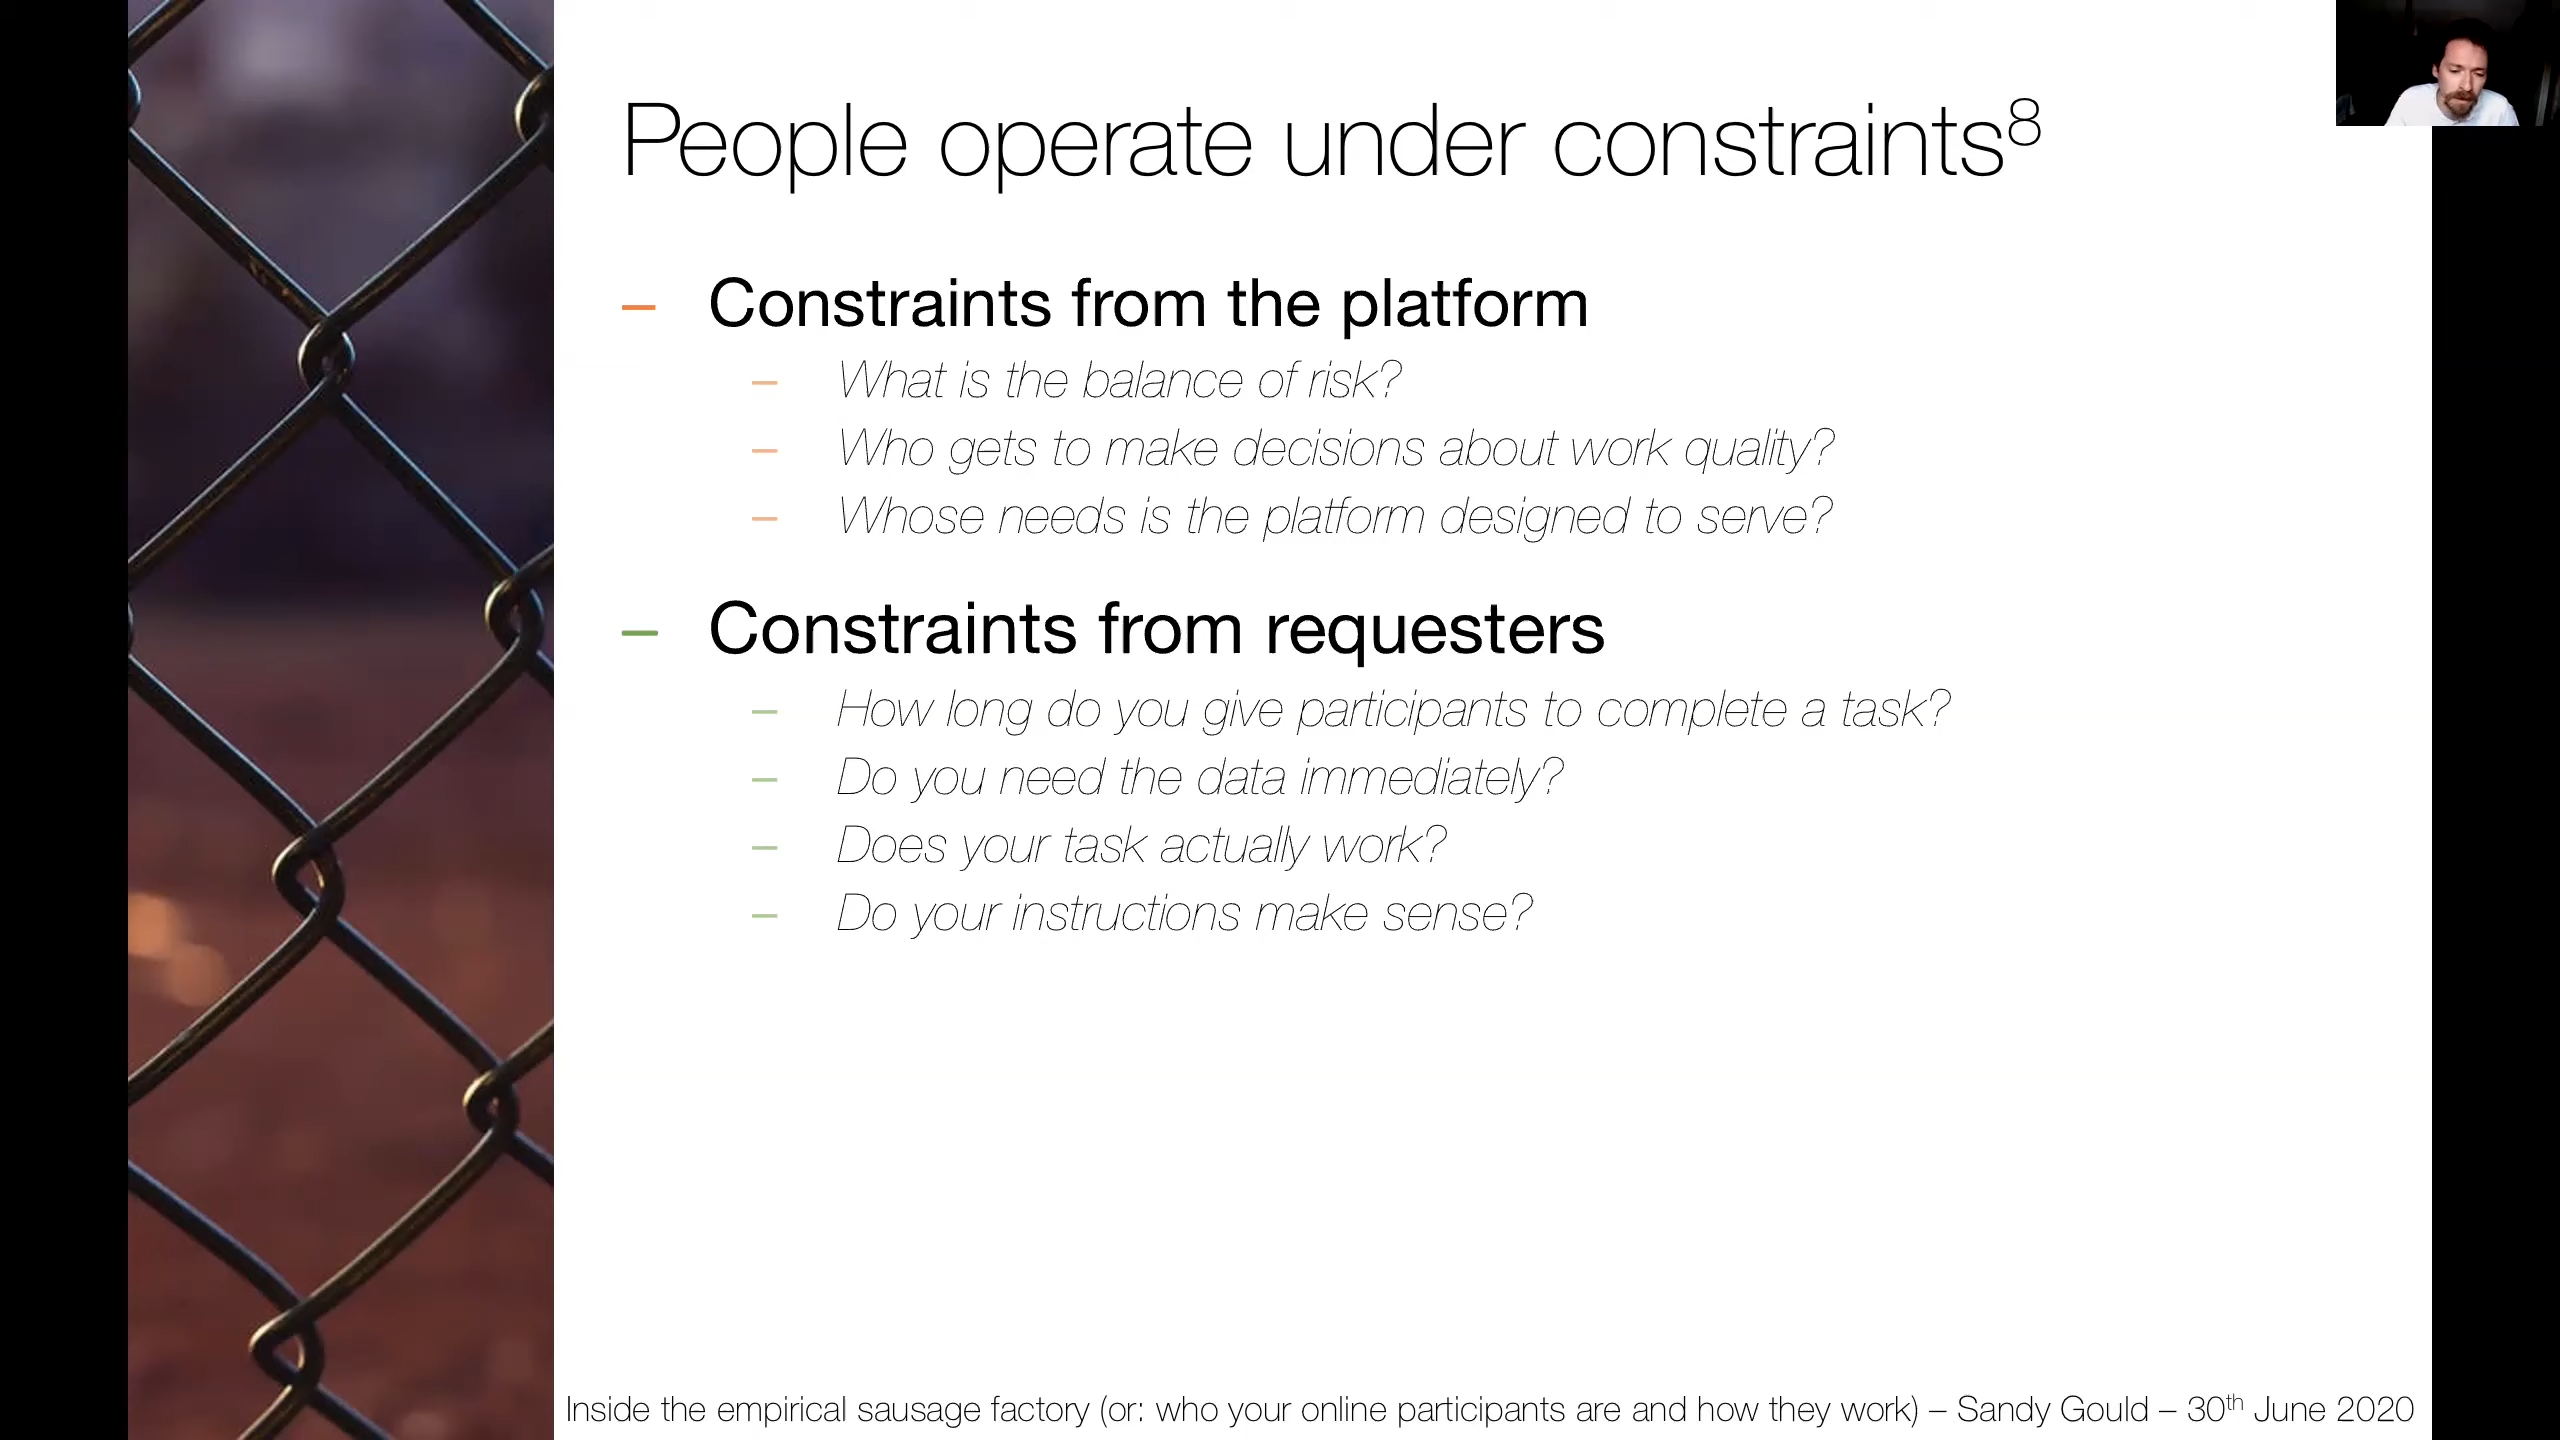 People operate under constraints⁸
– Constraints from the platform
– What is the balance of risk?
– Who gets to make decisions about work quality?
– Whose needs is the platform designed to serve?
– Constraints from requesters
– How long do you give participants to complete a task?
– Do you need the data immediately?
– Does your task actually work?
– Do your instructions make sense?
Inside the empirical sausage factory (or: who your online participants are and how they work) – Sandy Gould – 30th June 2020